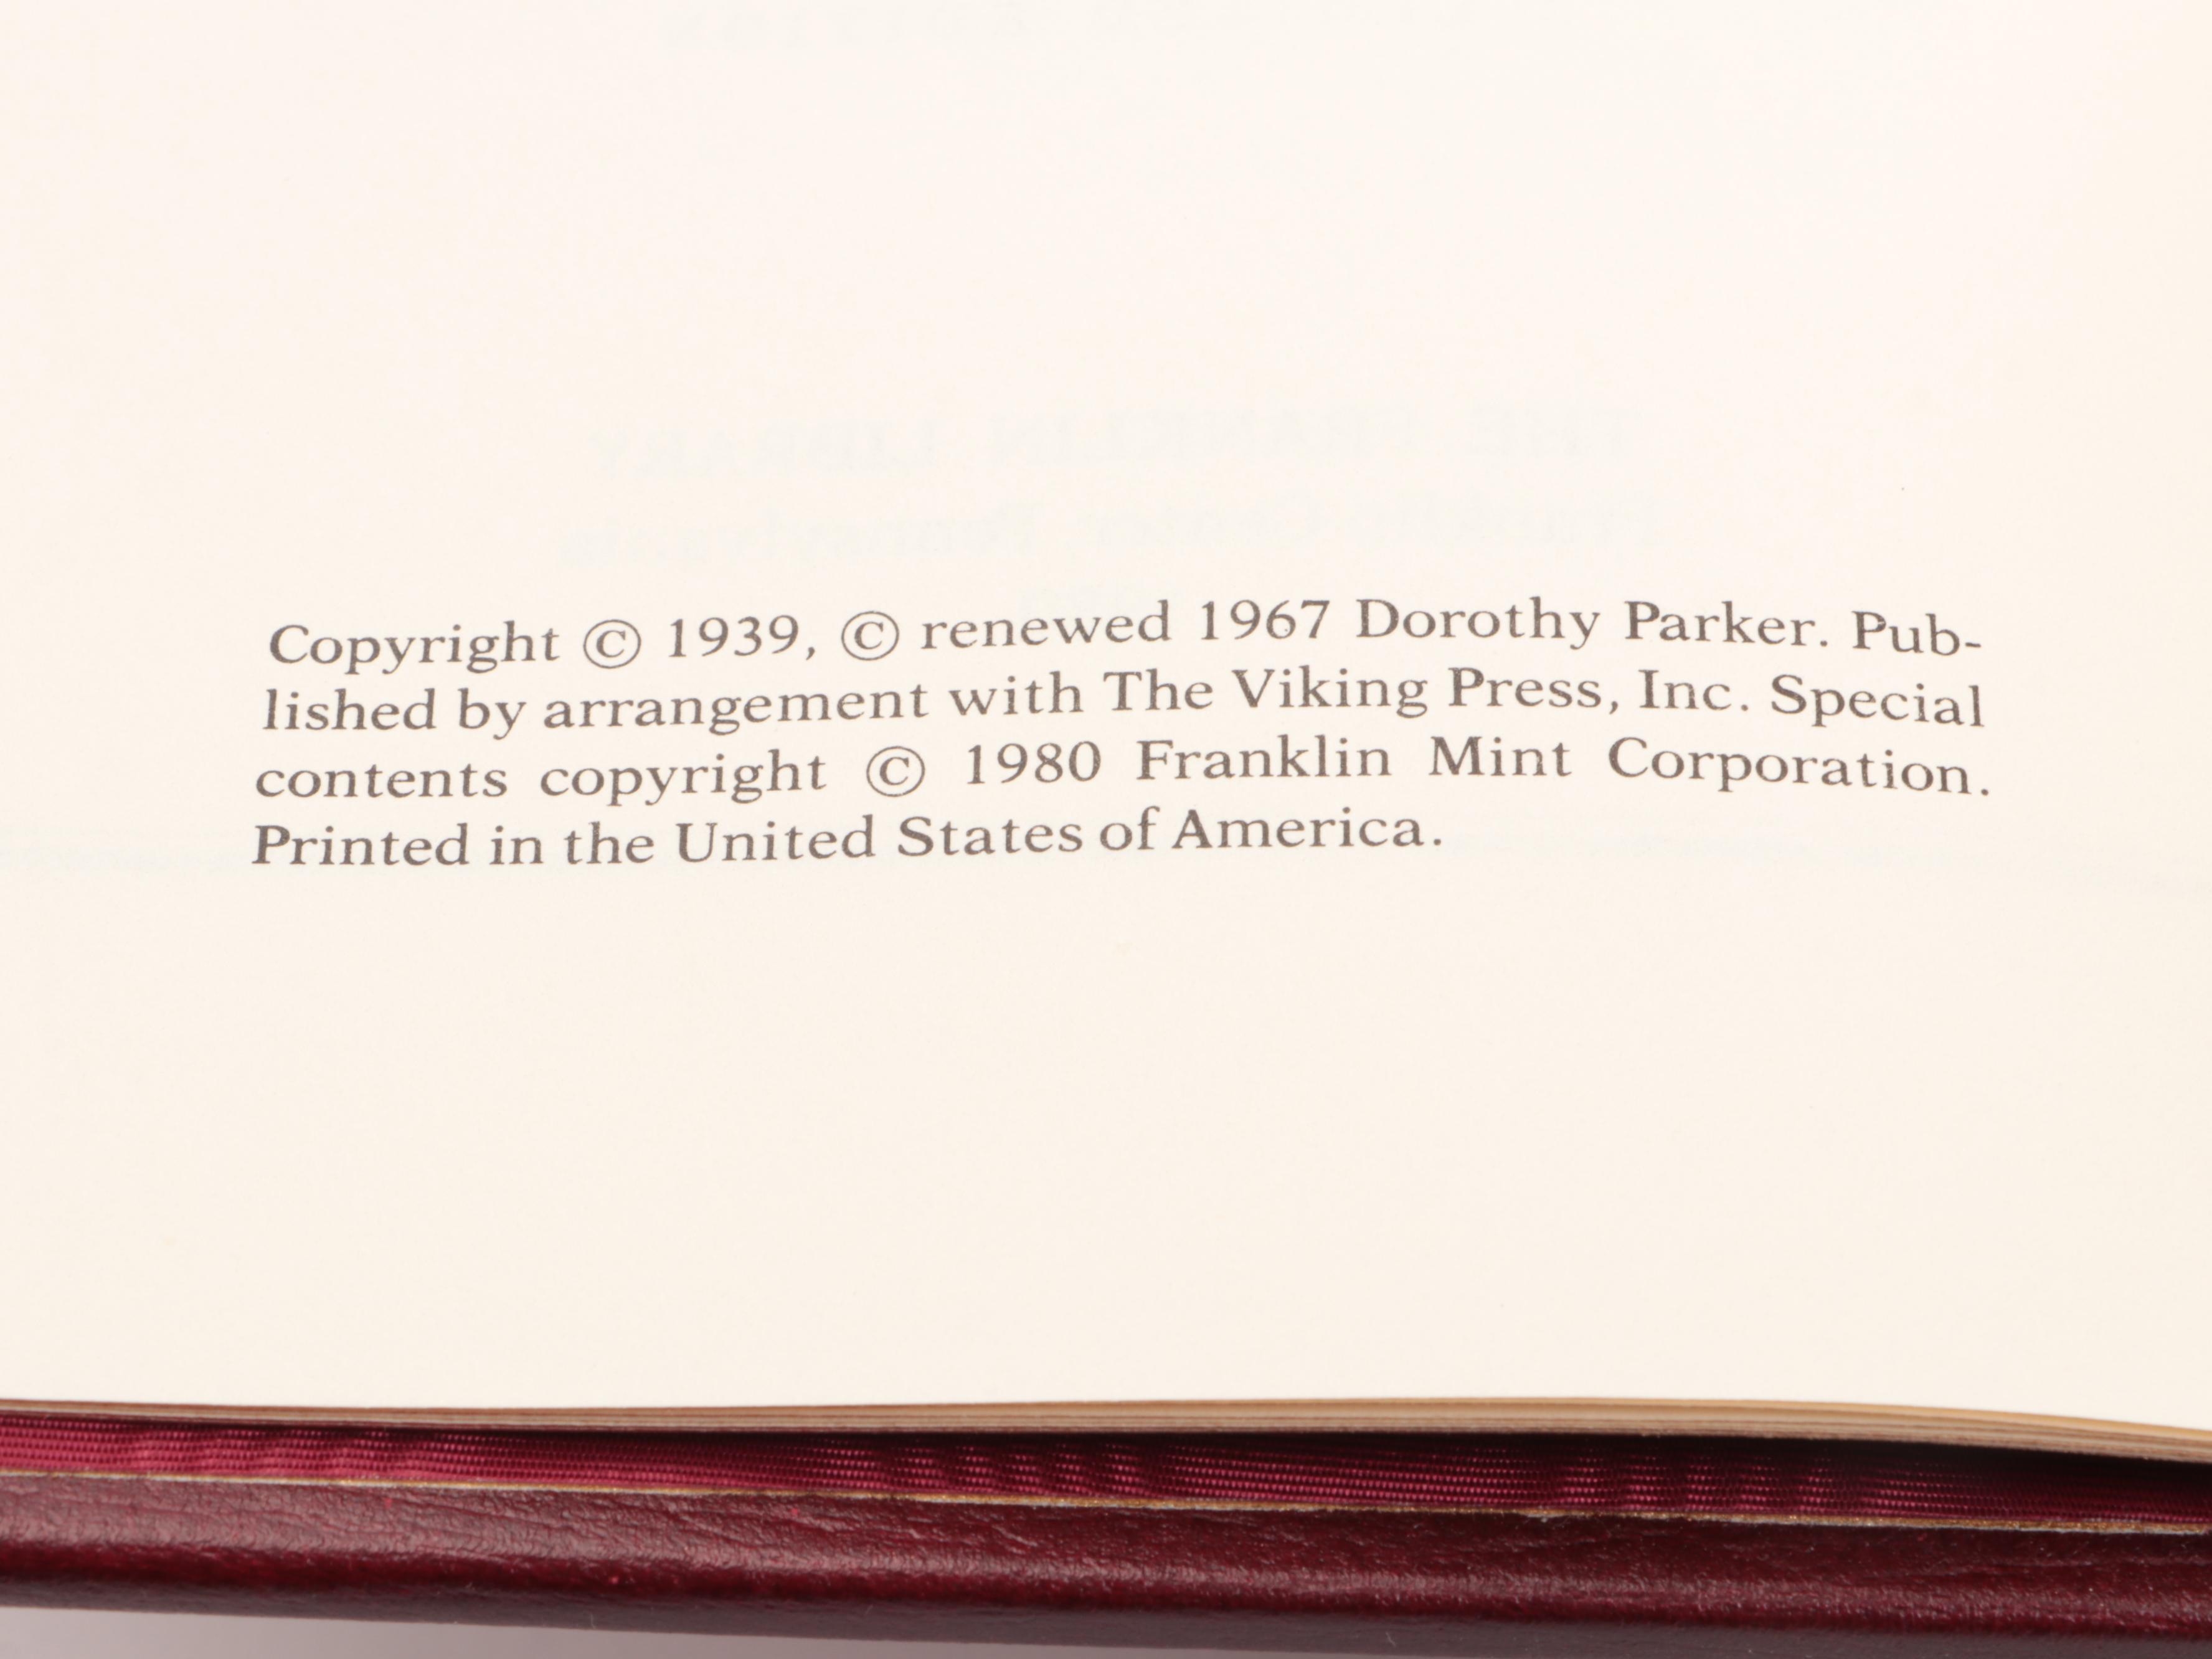 Copyright © 1939, © renewed 1967 Dorothy Parker. Pub-
lished by arrangement with The Viking Press, Inc. Special
contents copyright © 1980 Franklin Mint Corporation.
Printed in the United States of America.